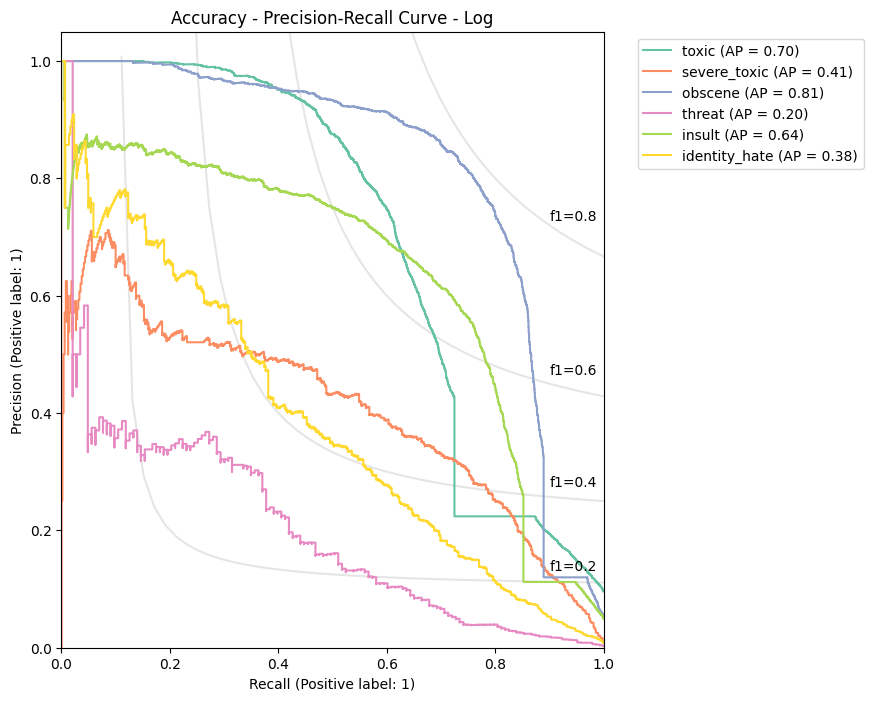 Accuracy - Precision-Recall Curve - Log
toxic (AP = 0.70)
severe_toxic (AP = 0.41)
obscene (AP = 0.81)
threat (AP = 0.20)
insult (AP = 0.64)
identity_hate (AP = 0.38)
Precision (Positive label: 1)
1.0
0.8
0.6
0.4
0.2
0.0
f1=0.8
f1=0.6
f1=0.4
f1=0.2
0.0 0.2 0.4 0.6 0.8 1.0
Recall (Positive label: 1)